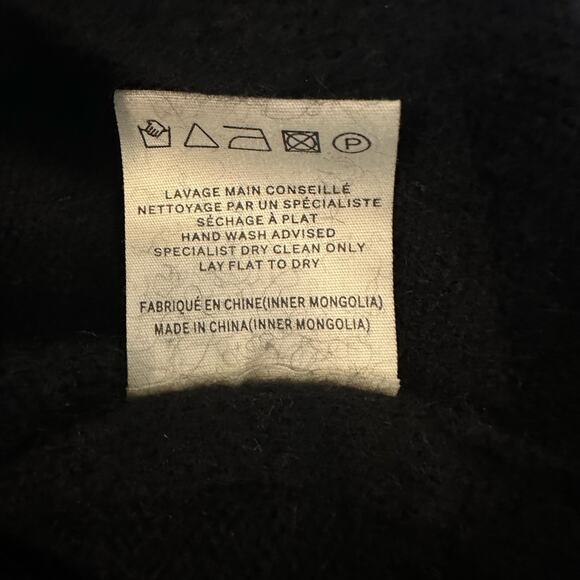 P
LAVAGE MAIN CONSEILLÉ
NETTOYAGE PAR UN SPÉCIALISTE
SÉCHAGE À PLAT
HAND WASH ADVISED
SPECIALIST DRY CLEAN ONLY
LAY FLAT TO DRY
FABRIQUÉ EN CHINE(INNER MONGOLIA)
MADE IN CHINA(INNER MONGOLIA)